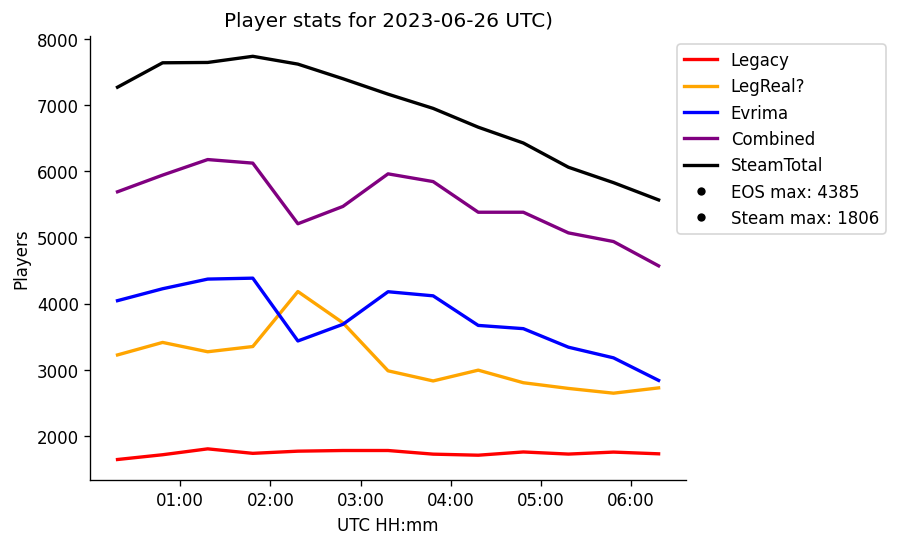 Player stats for 2023-06-26 UTC)
8000
7000
6000
5000
4000
3000
2000
Players
01:00 02:00 03:00 04:00 05:00 06:00
UTC HH:mm
Legacy
LegReal?
Evrima
Combined
SteamTotal
EOS max: 4385
Steam max: 1806